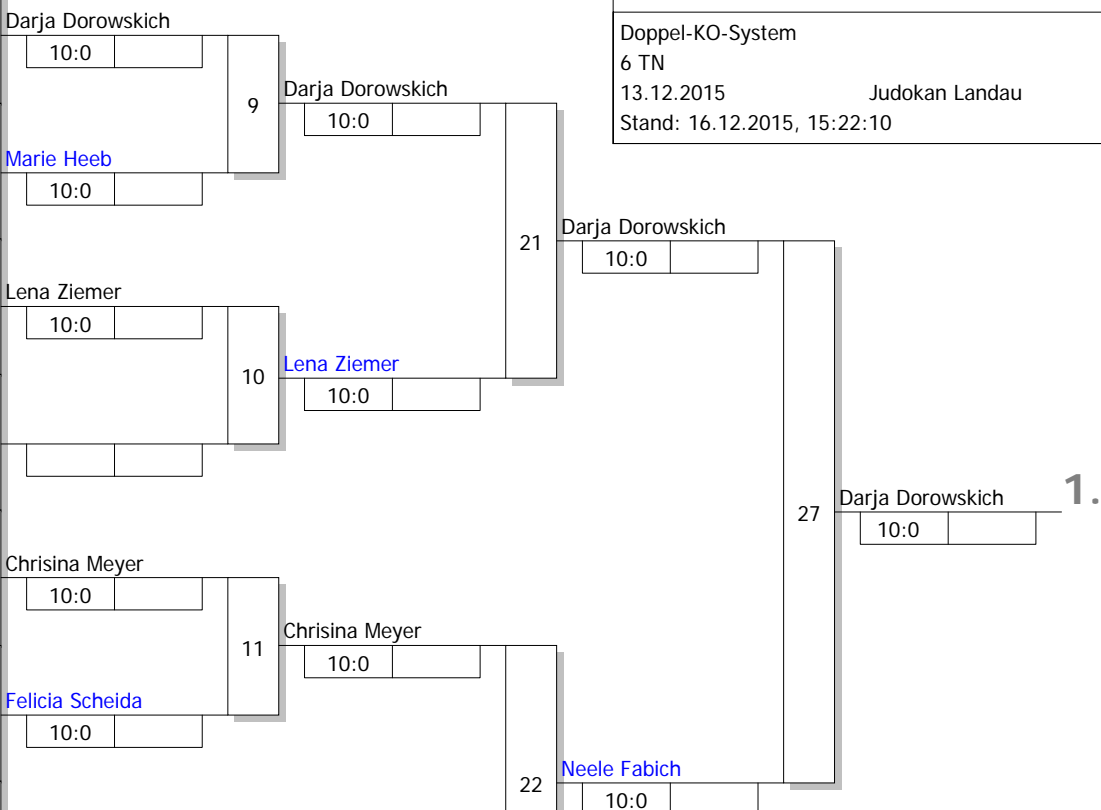 Doppel-KO-System
6 TN
13.12.2015 Judokan Landau
Stand: 16.12.2015, 15:22:10
Darja Dorowskich
10:0
9
Marie Heeb
10:0
Darja Dorowskich
10:0
Lena Ziemer
10:0
10
Lena Ziemer
10:0
21
Darja Dorowskich
10:0
Chrisina Meyer
10:0
11
Felicia Scheida
10:0
Chrisina Meyer
10:0
22
Neele Fabich
10:0
27
Darja Dorowskich
10:0
1.